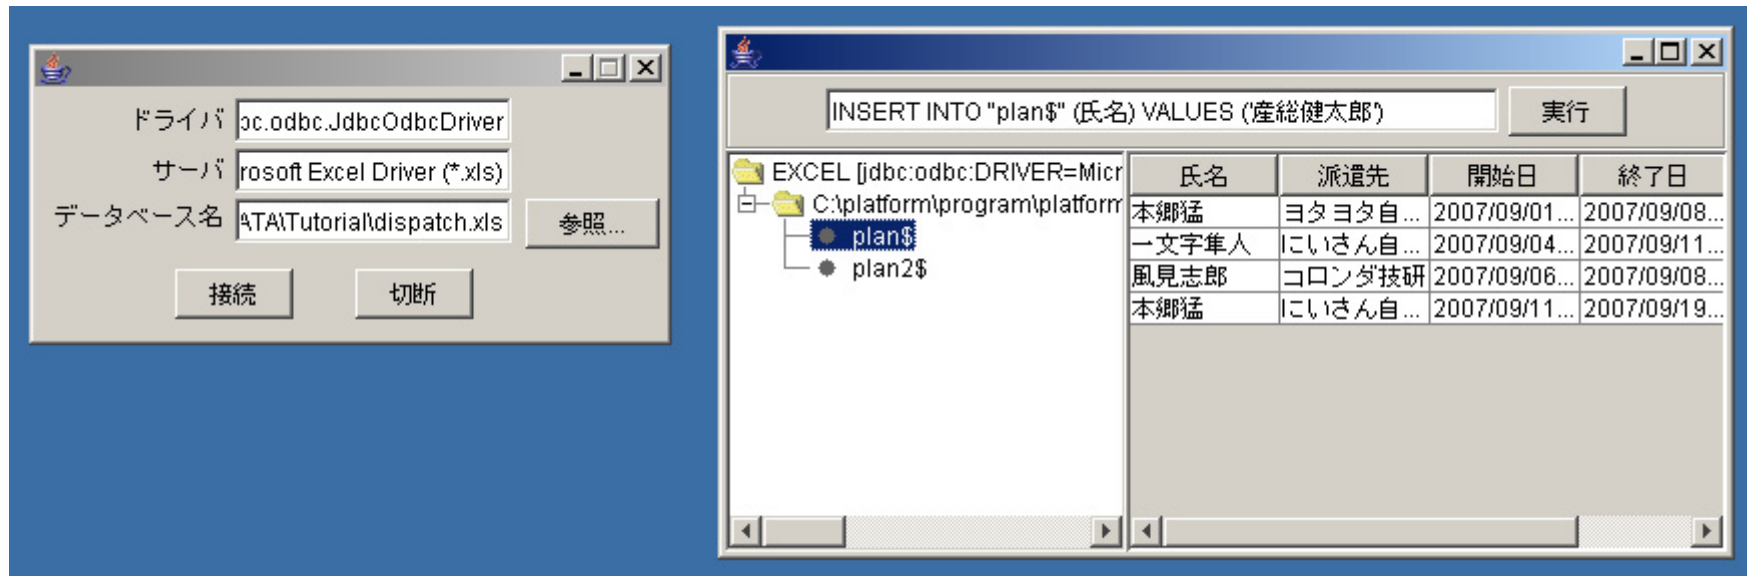 ドライバ oc.odbc.JdbcOdbcDriver
サーバ rosoft Excel Driver (*.xls)
データベース名 ATA\Tutorial\dispatch.xls 参照...
接続 切断
INSERT INTO "plan$" (氏名) VALUES ('産総健太郎') 実行
EXCEL [jdbc:odbc:DRIVER=Micr
C:\platform\program\platform
plan$
plan2$
氏名 派遣先 開始日 終了日
本郷猛 ヨタヨタ自... 2007/09/01... 2007/09/08...
一文字隼人 にいさん自... 2007/09/04... 2007/09/11...
風見志郎 コロンダ技研 2007/09/06... 2007/09/08...
本郷猛 にいさん自... 2007/09/11... 2007/09/19...